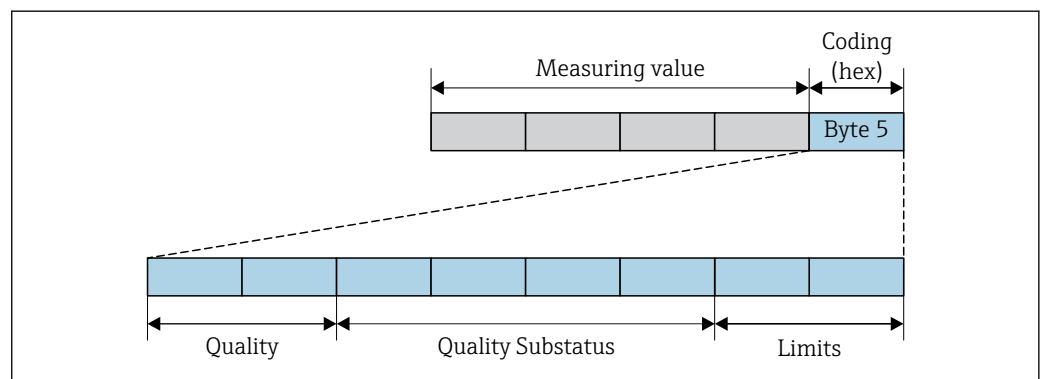 Coding
Measuring value
(hex)
Byte 5
Quality
Quality Substatus
Limits